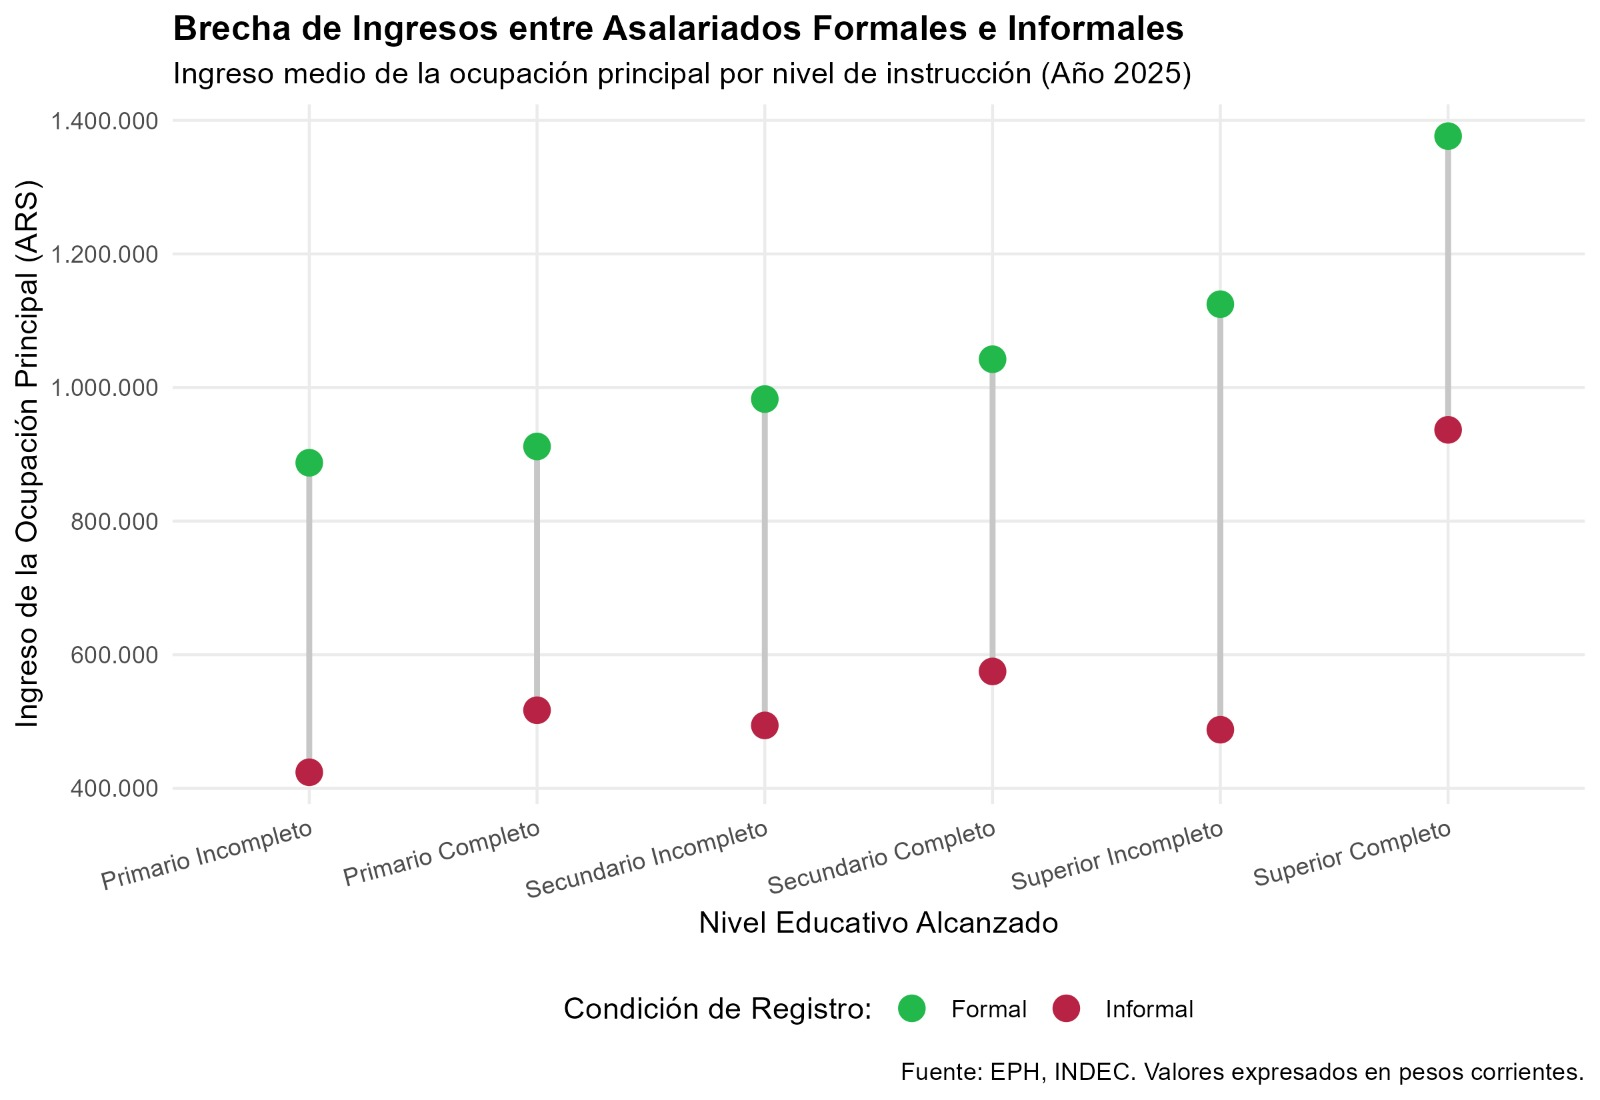 Brecha de Ingresos entre Asalariados Formales e Informales
Ingreso medio de la ocupación principal por nivel de instrucción (Año 2025)
Ingreso de la Ocupación Principal (ARS)
1.400.000
1.200.000
1.000.000
800.000
600.000
400.000
Primario Incompleto
Primario Completo
Secundario Incompleto
Secundario Completo
Superior Incompleto
Superior Completo
Nivel Educativo Alcanzado
Condición de Registro: Formal Informal
Fuente: EPH, INDEC. Valores expresados en pesos corrientes.